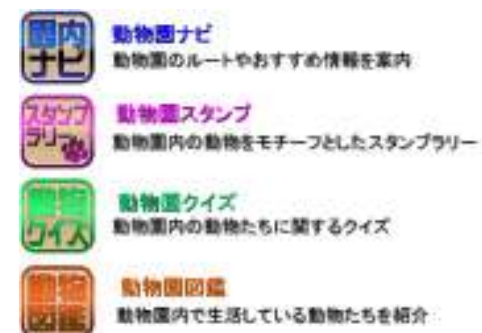 園内
ナビ
動物園ナビ
動物園のルートやおすすめ情報を案内
スタンプ
ラリー
動物園スタンプ
動物園内の動物をモチーフとしたスタンプラリー
動物
クイズ
動物園クイズ
動物園内の動物たちに関するクイズ
動物
図鑑
動物園図鑑
動物園内で生活している動物たちを紹介